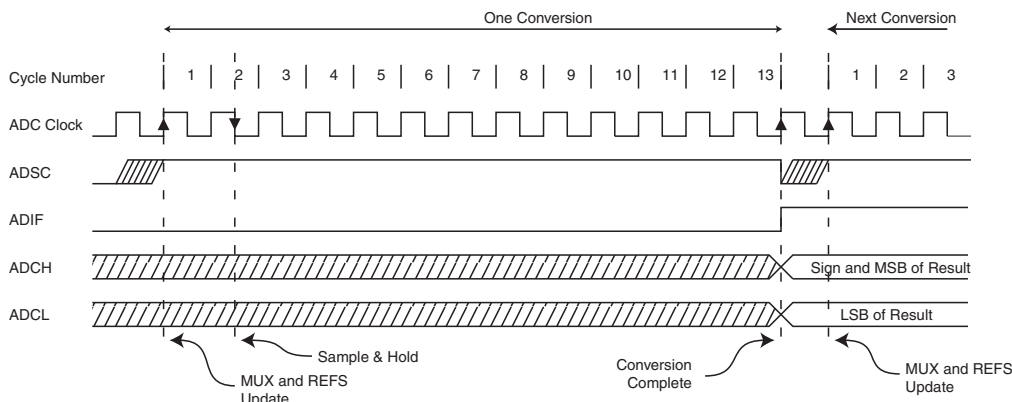 One Conversion
Next Conversion
Cycle Number 1 2 3 4 5 6 7 8 9 10 11 12 13 1 2 3
ADC Clock
ADSC
ADIF
ADCH
Sign and MSB of Result
ADCL
LSB of Result
Sample & Hold
MUX and REFS
Update
Conversion
Complete
MUX and REFS
Update